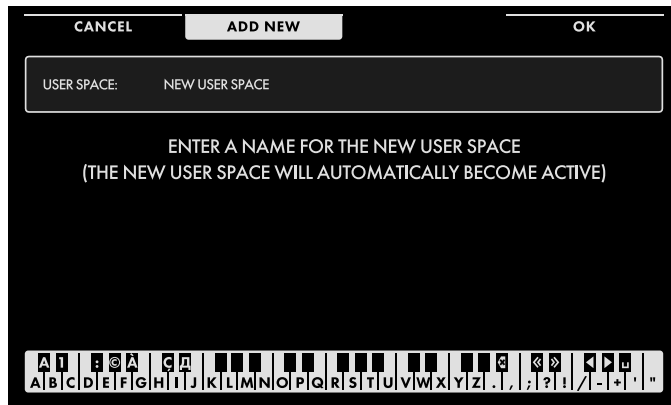 CANCEL ADD NEW OK
USER SPACE: NEW USER SPACE
ENTER A NAME FOR THE NEW USER SPACE
(THE NEW USER SPACE WILL AUTOMATICALLY BECOME ACTIVE)
A 1 : © À Ç Д « » ◀ ▶ ␣
A B C D E F G H I J K L M N O P Q R S T U V W X Y Z . , ; ? ! / - + ' "